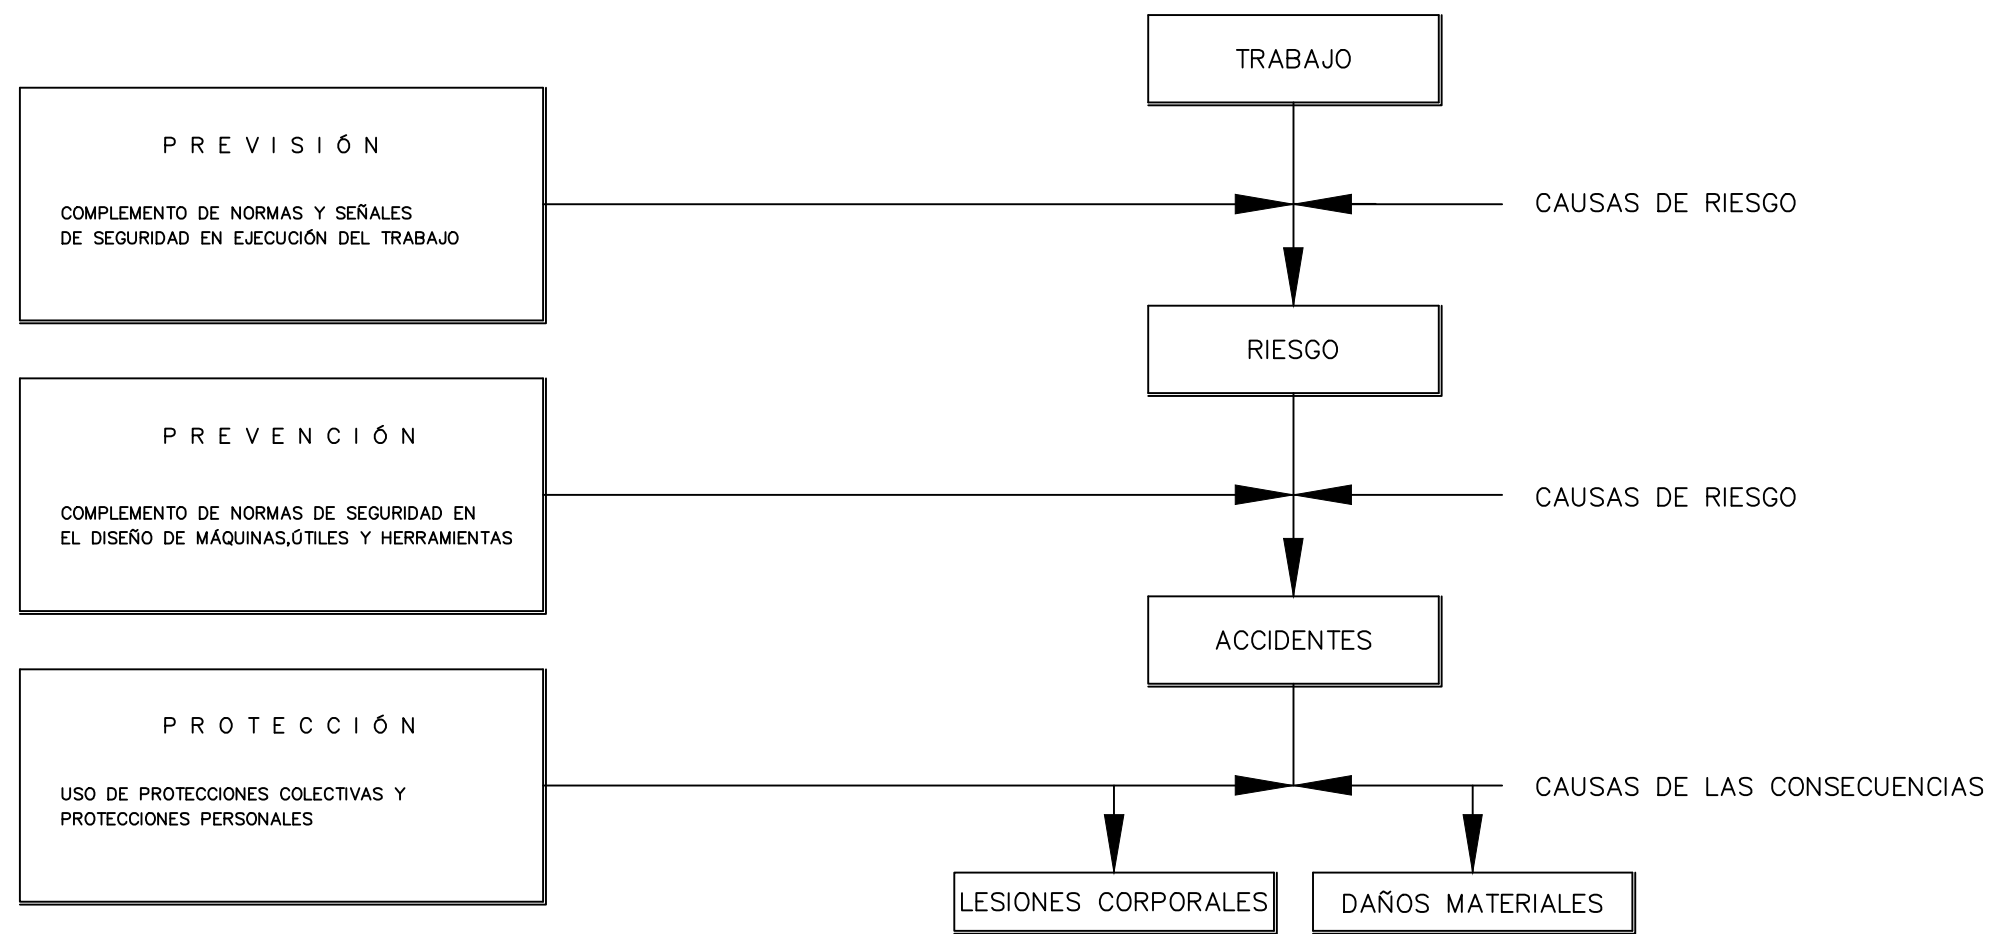 TRABAJO
PREVISIÓN
COMPLEMENTO DE NORMAS Y SEÑALES
DE SEGURIDAD EN EJECUCIÓN DEL TRABAJO
CAUSAS DE RIESGO
RIESGO
PREVENCIÓN
COMPLEMENTO DE NORMAS DE SEGURIDAD EN
EL DISEÑO DE MÁQUINAS,ÚTILES Y HERRAMIENTAS
CAUSAS DE RIESGO
ACCIDENTES
PROTECCIÓN
USO DE PROTECCIONES COLECTIVAS Y
PROTECCIONES PERSONALES
CAUSAS DE LAS CONSECUENCIAS
LESIONES CORPORALES
DAÑOS MATERIALES